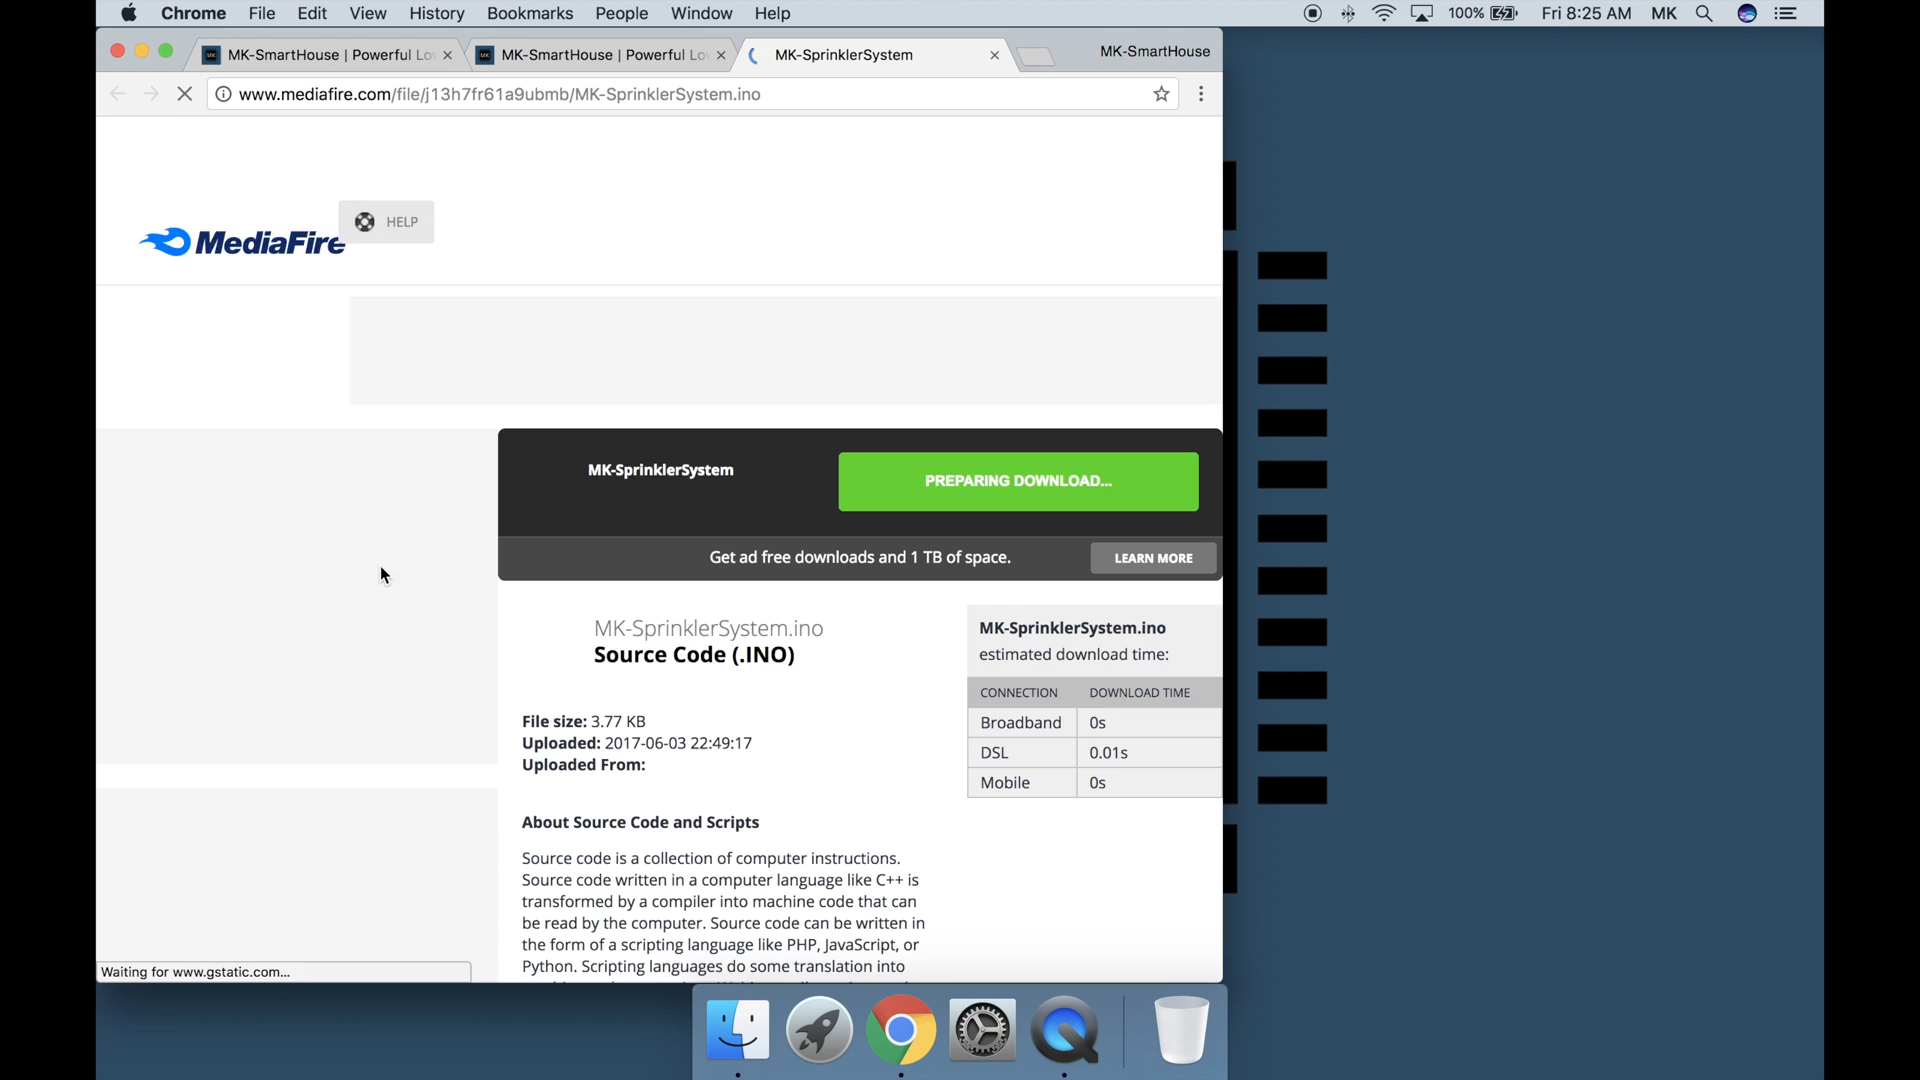 Chrome File Edit View History Bookmarks People Window Help 100% Fri 8:25 AM MK
MK-SmartHouse | Powerful Lo
MK-SmartHouse | Powerful Lo
MK-SprinklerSystem
MK-SmartHouse
www.mediafire.com/file/j13h7fr61a9ubmb/MK-SprinklerSystem.ino
MediaFire
HELP
MK-SprinklerSystem
PREPARING DOWNLOAD...
Get ad free downloads and 1 TB of space.
LEARN MORE
MK-SprinklerSystem.ino
Source Code (.INO)
File size: 3.77 KB
Uploaded: 2017-06-03 22:49:17
Uploaded From:
MK-SprinklerSystem.ino
estimated download time:
CONNECTION DOWNLOAD TIME
Broadband 0s
DSL 0.01s
Mobile 0s
About Source Code and Scripts
Source code is a collection of computer instructions.
Source code written in a computer language like C++ is
transformed by a compiler into machine code that can
be read by the computer. Source code can be written in
the form of a scripting language like PHP, JavaScript, or
Python. Scripting languages do some translation into
Waiting for www.gstatic.com...